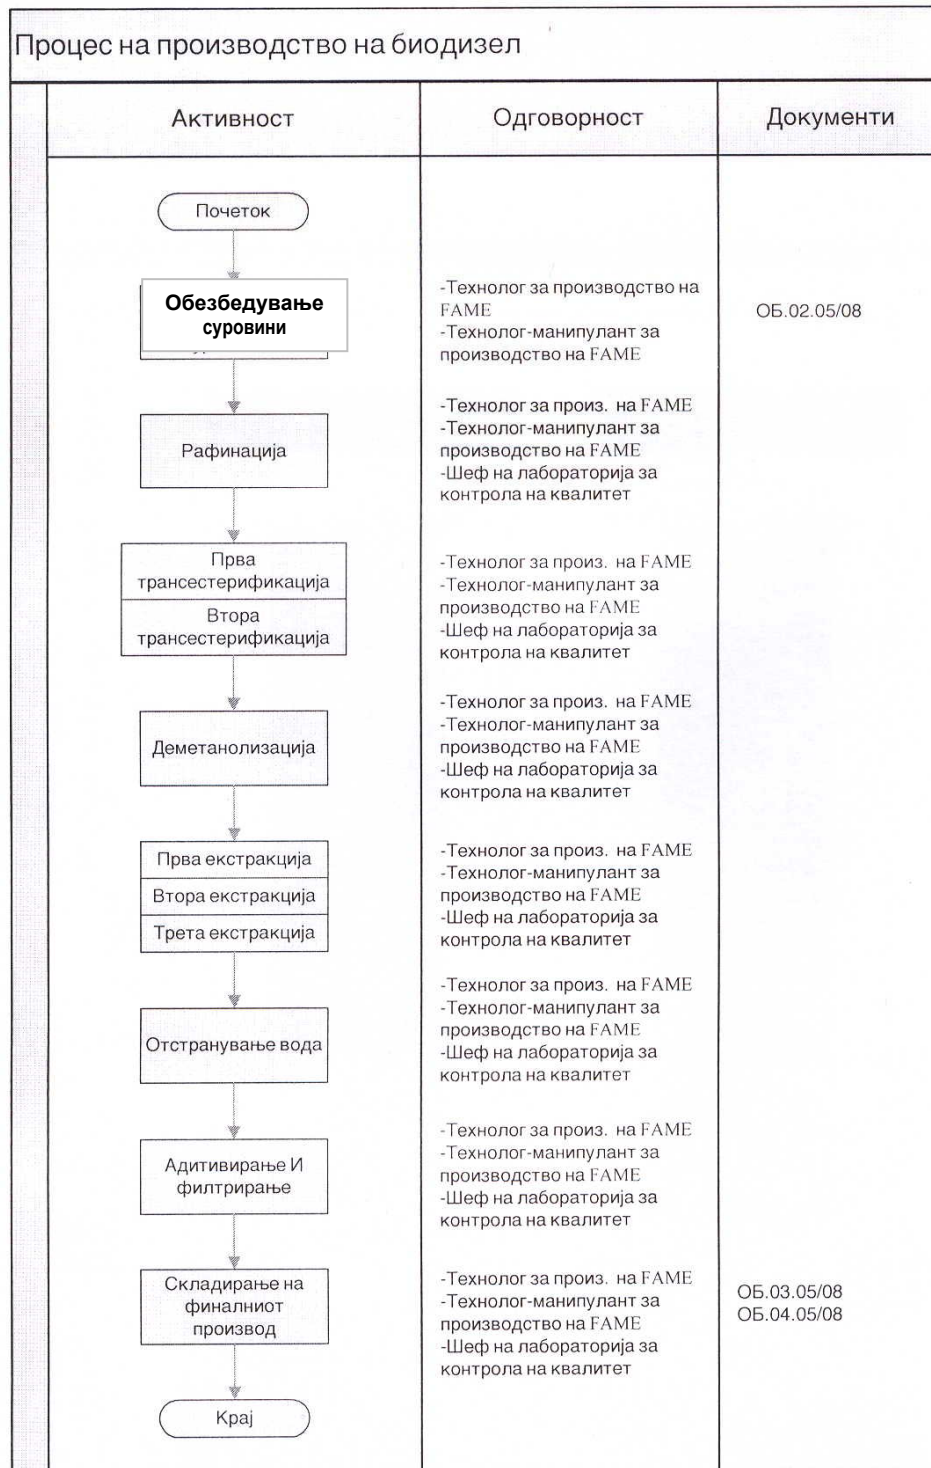 Процес на производство на биодизел
Активност
Одговорност
Документи
Почеток
Обезбедување
суровини
-Технолог за производство на
FAME
-Технолог-манипулант за
производство на FAME
ОБ.02.05/08
Рафинација
-Технолог за произ. на FAME
-Технолог-манипулант за
производство на FAME
-Шеф на лабораторија за
контрола на квалитет
Прва
трансестерификација
Втора
трансестерификација
-Технолог за произ. на FAME
-Технолог-манипулант за
производство на FAME
-Шеф на лабораторија за
контрола на квалитет
Деметанолизација
-Технолог за произ. на FAME
-Технолог-манипулант за
производство на FAME
-Шеф на лабораторија за
контрола на квалитет
Прва екстракција
Втора екстракција
Трета екстракција
-Технолог за произ. на FAME
-Технолог-манипулант за
производство на FAME
-Шеф на лабораторија за
контрола на квалитет
Отстранување вода
-Технолог за произ. на FAME
-Технолог-манипулант за
производство на FAME
-Шеф на лабораторија за
контрола на квалитет
Адитивирање И
филтрирање
-Технолог за произ. на FAME
-Технолог-манипулант за
производство на FAME
-Шеф на лабораторија за
контрола на квалитет
Складирање на
финалниот
производ
-Технолог за произ. на FAME
-Технолог-манипулант за
производство на FAME
-Шеф на лабораторија за
контрола на квалитет
ОБ.03.05/08
ОБ.04.05/08
Крај